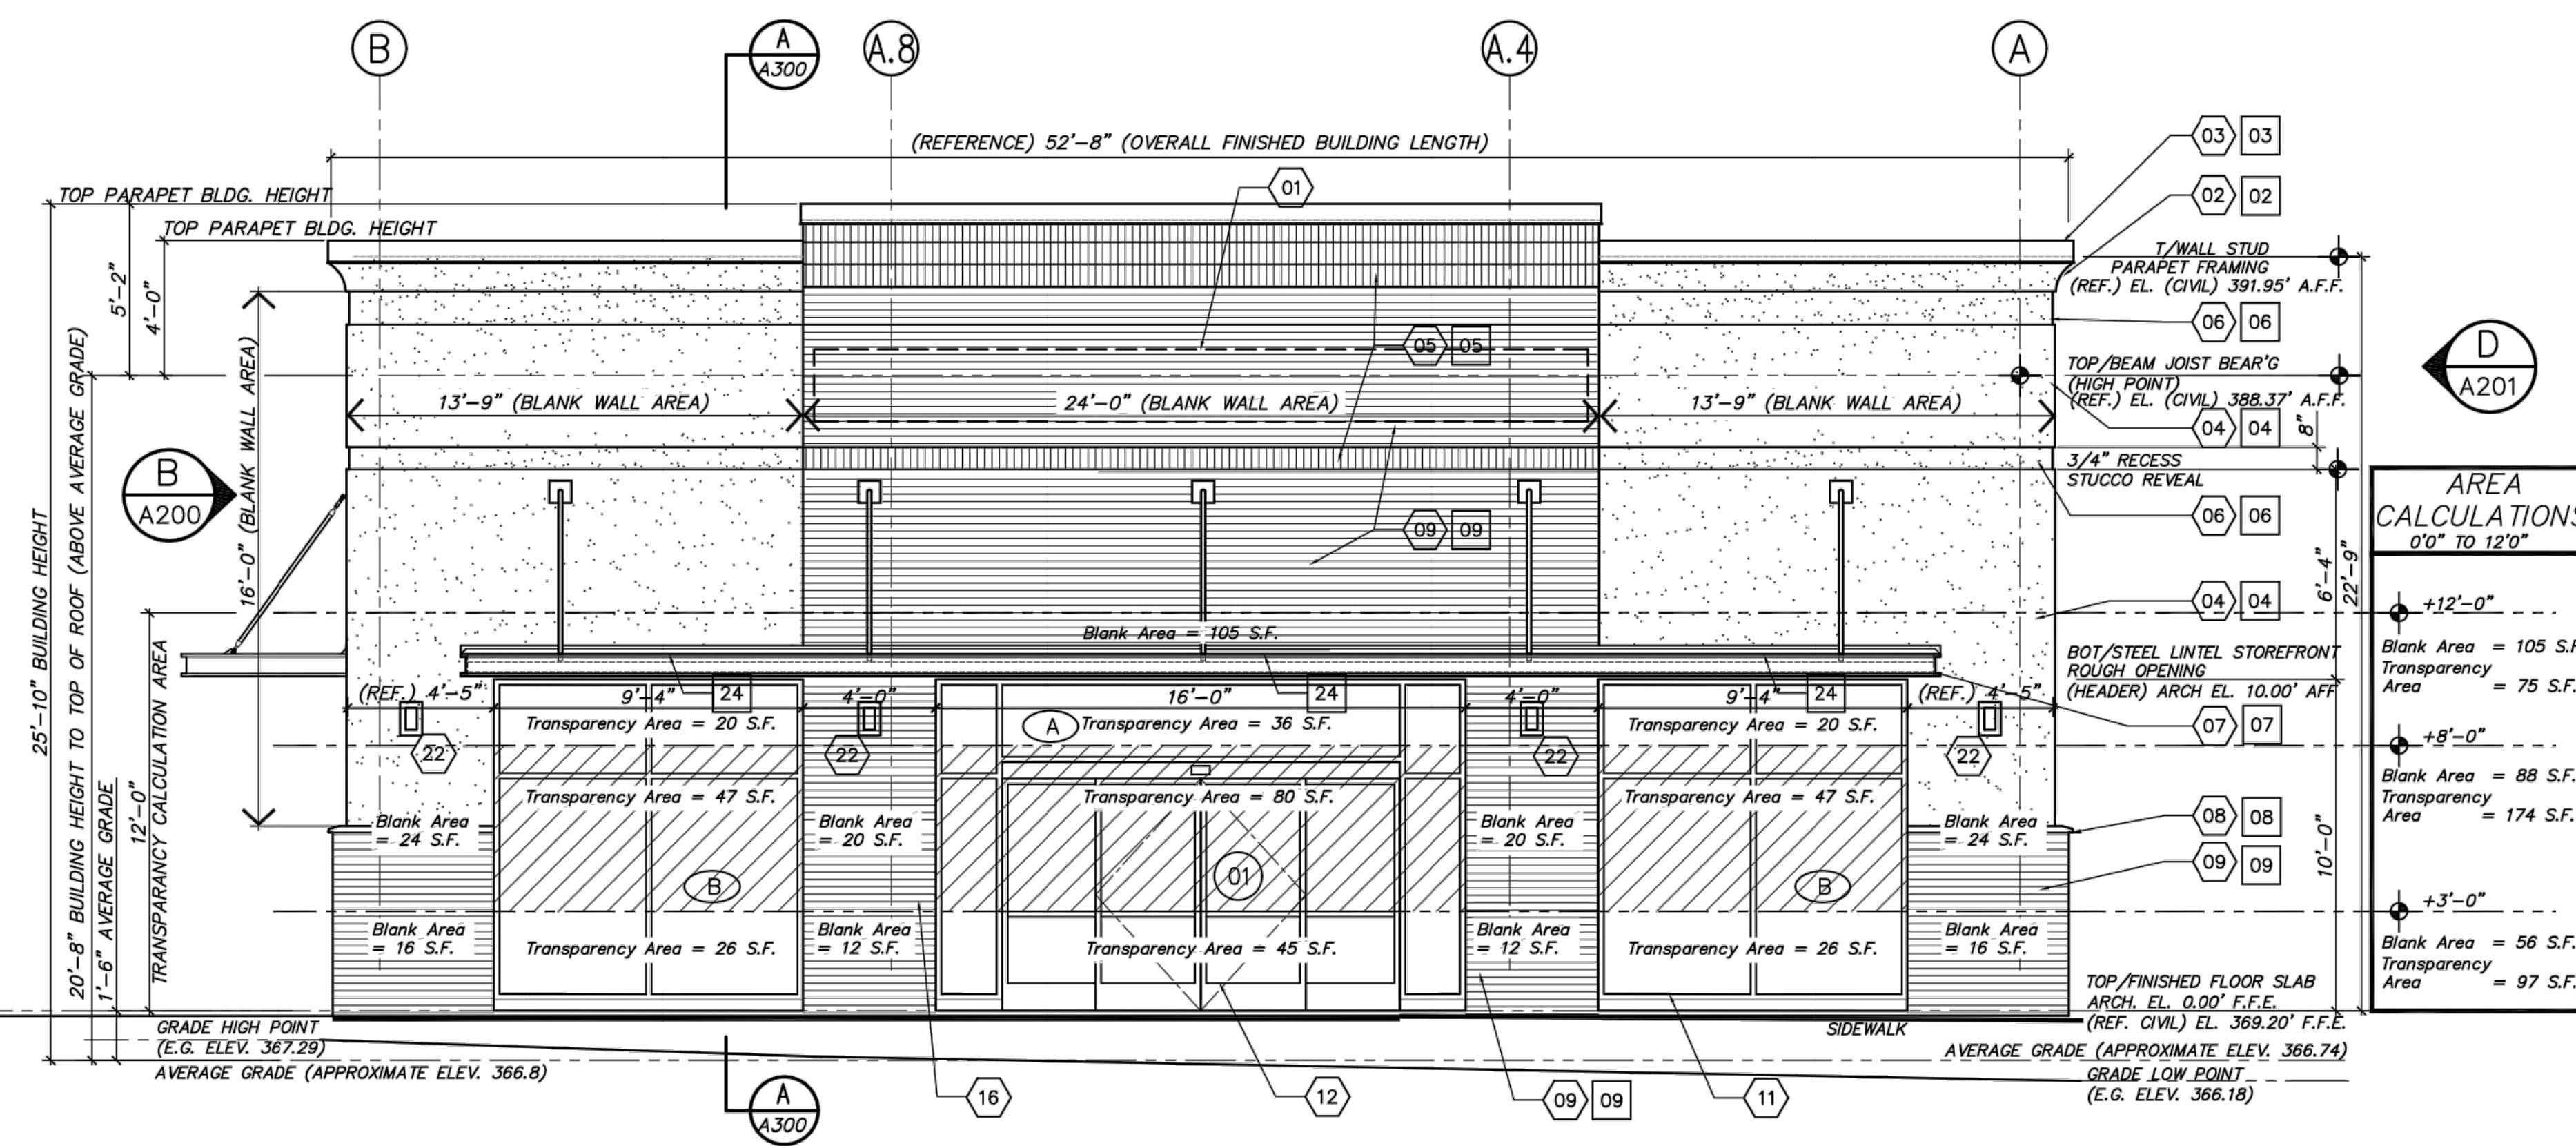 B
A
A300
A.8
A.4
A
(REFERENCE) 52'-8" (OVERALL FINISHED BUILDING LENGTH)
03 03
02 02
01
TOP PARAPET BLDG. HEIGHT
TOP PARAPET BLDG. HEIGHT
T/WALL STUD
PARAPET FRAMING
(REF.) EL. (CIVIL) 391.95' A.F.F.
5'-2"
4'-0"
06 06
05 05
TOP/BEAM JOIST BEAR'G
(HIGH POINT)
(REF.) EL. (CIVIL) 388.37' A.F.F.
D
A201
13'-9" (BLANK WALL AREA)
24'-0" (BLANK WALL AREA)
13'-9" (BLANK WALL AREA)
04 04
8"
B
A200
3/4" RECESS
STUCCO REVEAL
06 06
09 09
25'-10" BUILDING HEIGHT
20'-8" BUILDING HEIGHT TO TOP OF ROOF (ABOVE AVERAGE GRADE)
1'-6" AVERAGE GRADE
12'-0"
TRANSPARANCY CALCULATION AREA
16'-0" (BLANK WALL AREA)
6'-4"
22'-9"
04 04
Blank Area = 105 S.F.
BOT/STEEL LINTEL STOREFRONT
ROUGH OPENING
(HEADER) ARCH EL. 10.00' AFF
(REF.) 4'-5"
9'-4"
24
4'-0"
16'-0"
24
4'-0"
9'-4"
24
(REF.) 4'-5"
Transparency Area = 20 S.F.
A
Transparency Area = 36 S.F.
Transparency Area = 20 S.F.
07 07
22
22
22
22
Transparency Area = 47 S.F.
Transparency Area = 80 S.F.
Transparency Area = 47 S.F.
Blank Area
= 24 S.F.
Blank Area
= 20 S.F.
Blank Area
= 20 S.F.
Blank Area
= 24 S.F.
08 08
09 09
10'-0"
B
01
B
Blank Area
= 16 S.F.
Transparency Area = 26 S.F.
Blank Area
= 12 S.F.
Transparency Area = 45 S.F.
Blank Area
= 12 S.F.
Transparency Area = 26 S.F.
Blank Area
= 16 S.F.
TOP/FINISHED FLOOR SLAB
ARCH. EL. 0.00' F.F.E.
(REF. CIVIL) EL. 369.20' F.F.E.
SIDEWALK
GRADE HIGH POINT
(E.G. ELEV. 367.29)
AVERAGE GRADE (APPROXIMATE ELEV. 366.8)
AVERAGE GRADE (APPROXIMATE ELEV. 366.74)
GRADE LOW POINT
(E.G. ELEV. 366.18)
A
A300
16
12
09 09
11
AREA
CALCULATIONS
0'0" TO 12'0"
+12'-0"
Blank Area = 105 S.F.
Transparency
Area = 75 S.F.
+8'-0"
Blank Area = 88 S.F.
Transparency
Area = 174 S.F.
+3'-0"
Blank Area = 56 S.F.
Transparency
Area = 97 S.F.